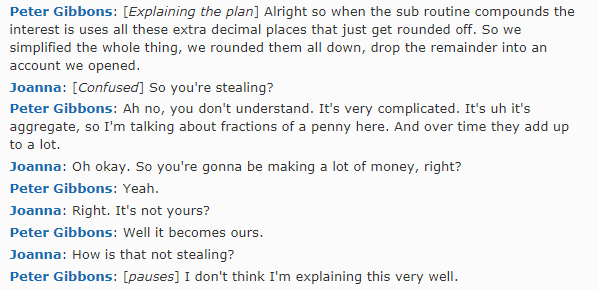 Peter Gibbons: [Explaining the plan] Alright so when the sub routine compounds the
interest is uses all these extra decimal places that just get rounded off. So we
simplified the whole thing, we rounded them all down, drop the remainder into an
account we opened.
Joanna: [Confused] So you're stealing?
Peter Gibbons: Ah no, you don't understand. It's very complicated. It's uh it's
aggregate, so I'm talking about fractions of a penny here. And over time they add up
to a lot.
Joanna: Oh okay. So you're gonna be making a lot of money, right?
Peter Gibbons: Yeah.
Joanna: Right. It's not yours?
Peter Gibbons: Well it becomes ours.
Joanna: How is that not stealing?
Peter Gibbons: [pauses] I don't think I'm explaining this very well.